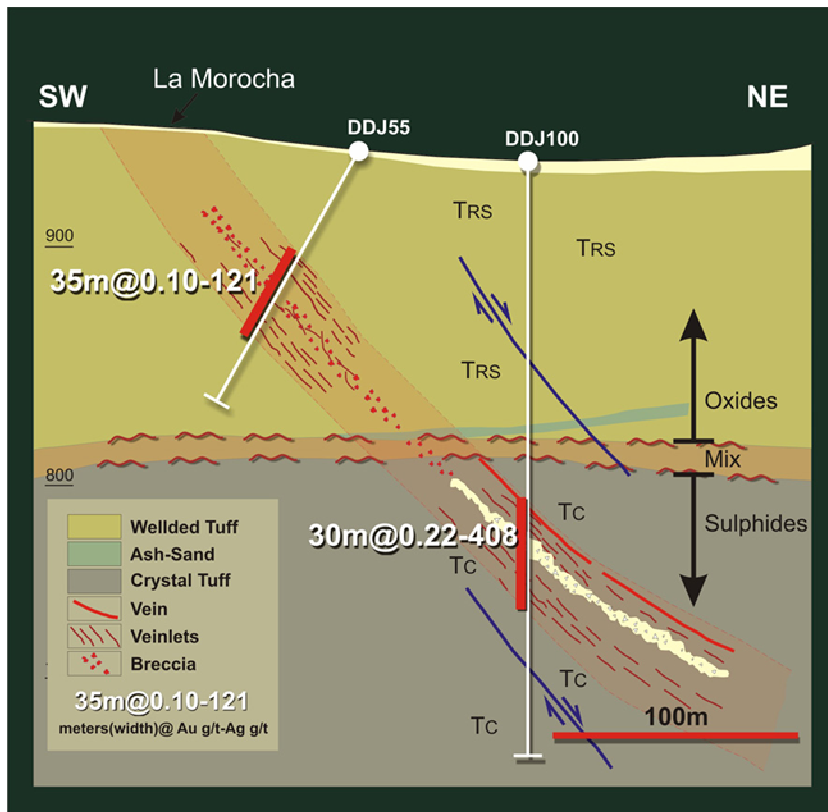 La Morocha
SW
NE
DDJ55
DDJ100
TRS
TRS
900
35m@0.10-121
TRS
Oxides
Mix
800
TC
Sulphides
30m@0.22-408
TC
Wellded Tuff
Ash-Sand
Crystal Tuff
Vein
Veinlets
Breccia
35m@0.10-121
meters(width)@ Au g/t-Ag g/t
TC
TC
100m